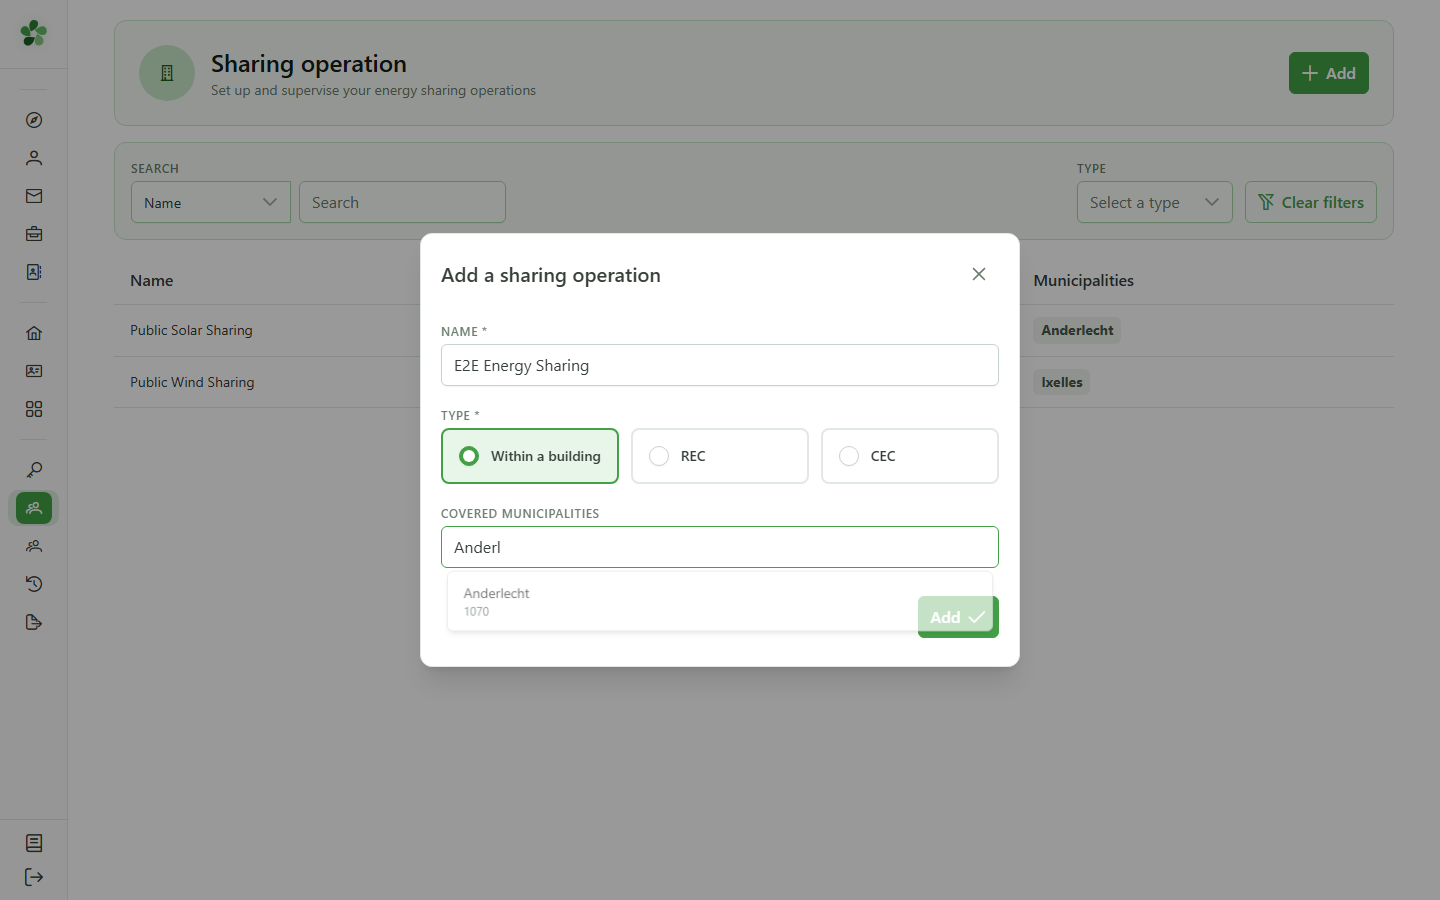 Sharing operation
Set up and supervise your energy sharing operations
Add
SEARCH
TYPE
Name
Search
Select a type
Clear filters
Name
Municipalities
Public Solar Sharing
Anderlecht
Public Wind Sharing
Ixelles
Add a sharing operation
NAME *
E2E Energy Sharing
TYPE *
Within a building
REC
CEC
COVERED MUNICIPALITIES
Anderl
Anderlecht
1070
Add